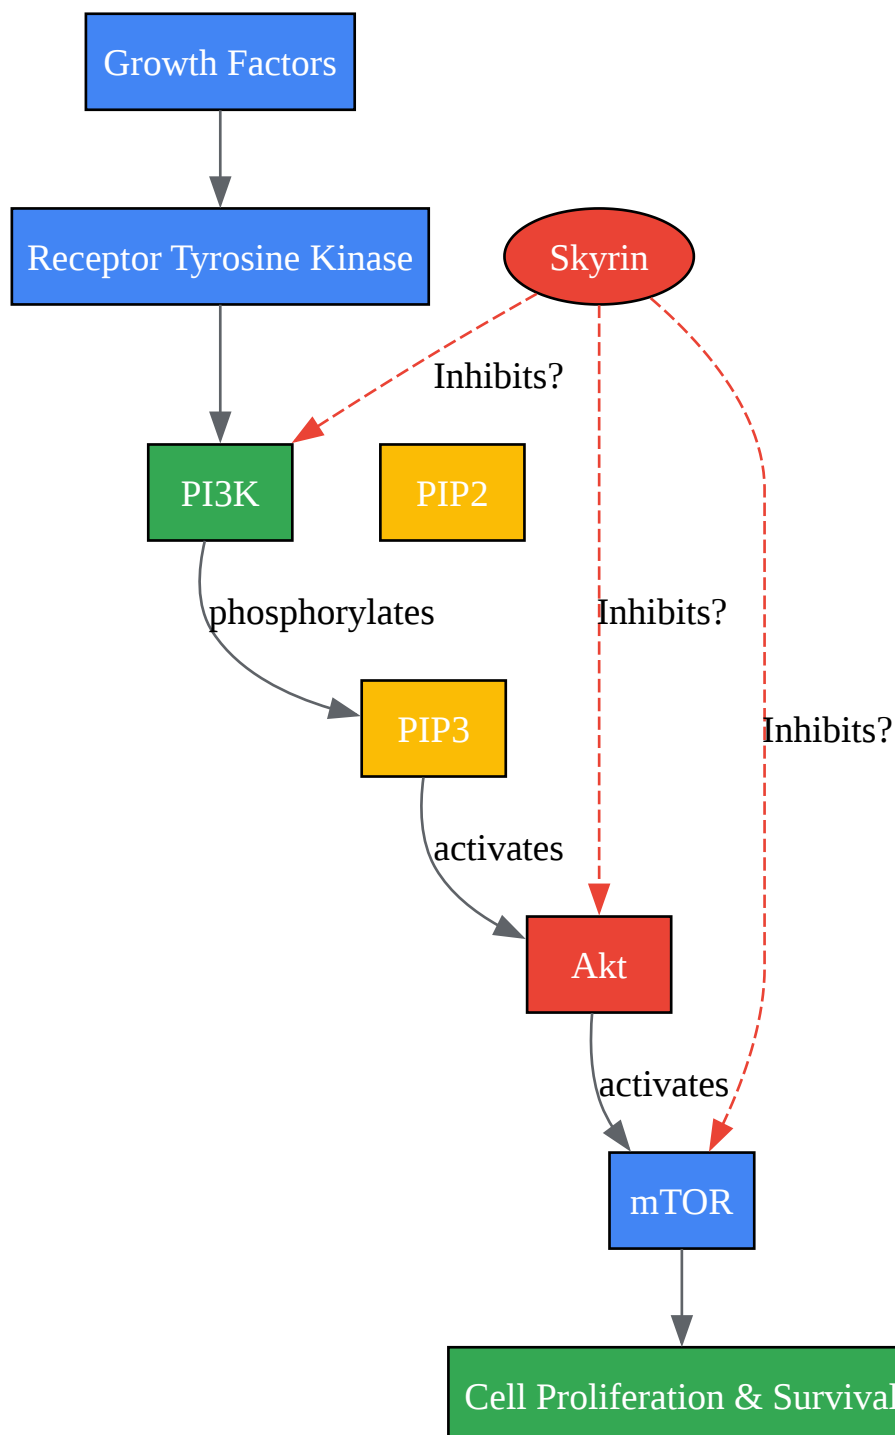 Growth Factors
Receptor Tyrosine Kinase
Skyrin
Inhibits?
PI3K
PIP2
phosphorylates
Inhibits?
PIP3
Inhibits?
activates
Akt
activates
mTOR
Cell Proliferation & Survival